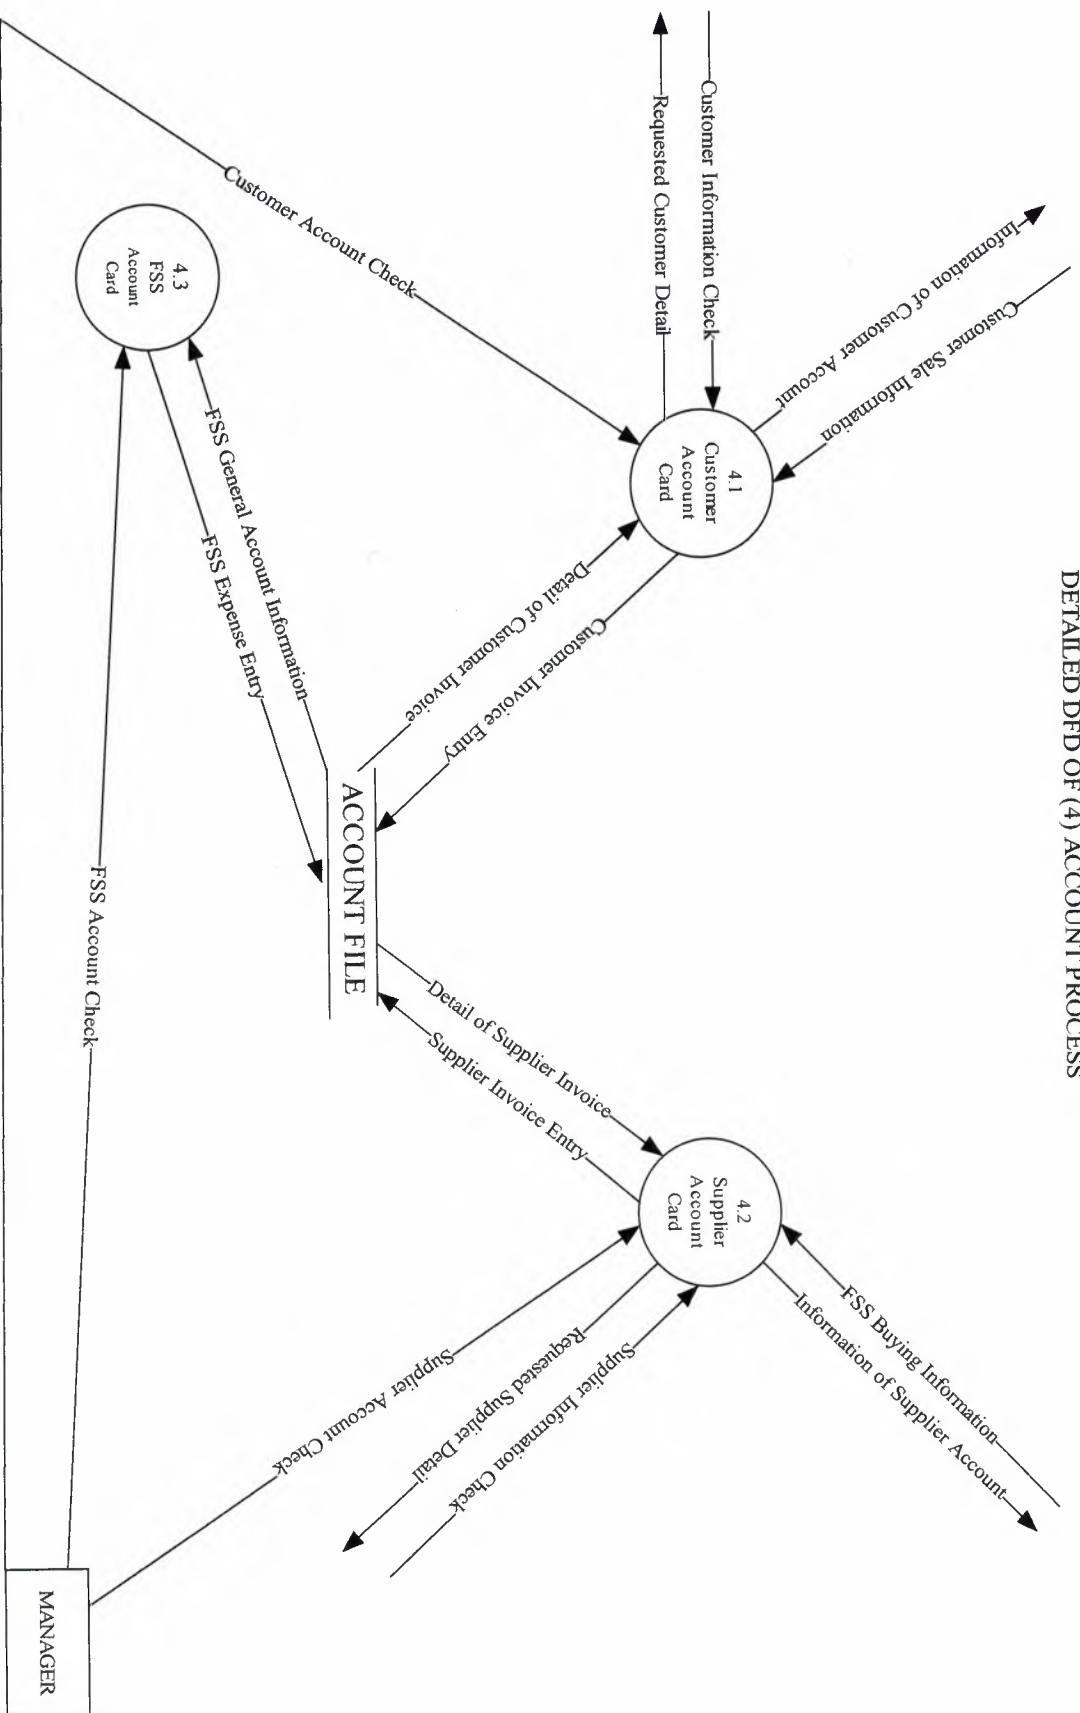 DETAILED DFD OF (4) ACCOUNT PROCESS
Information of Customer Account
Customer Sale Information
Customer Information Check
Requested Customer Detail
4.1
Customer
Account
Card
FSS Buying Information
Information of Supplier Account
4.2
Supplier
Account
Card
Customer Account Check
Detail of Customer Invoice
Customer Invoice Entry
Detail of Supplier Invoice
Supplier Invoice Entry
Supplier Information Check
Requested Supplier Detail
Supplier Account Check
ACCOUNT FILE
FSS General Account Information
FSS Expense Entry
4.3
FSS
Account
Card
FSS Account Check
MANAGER